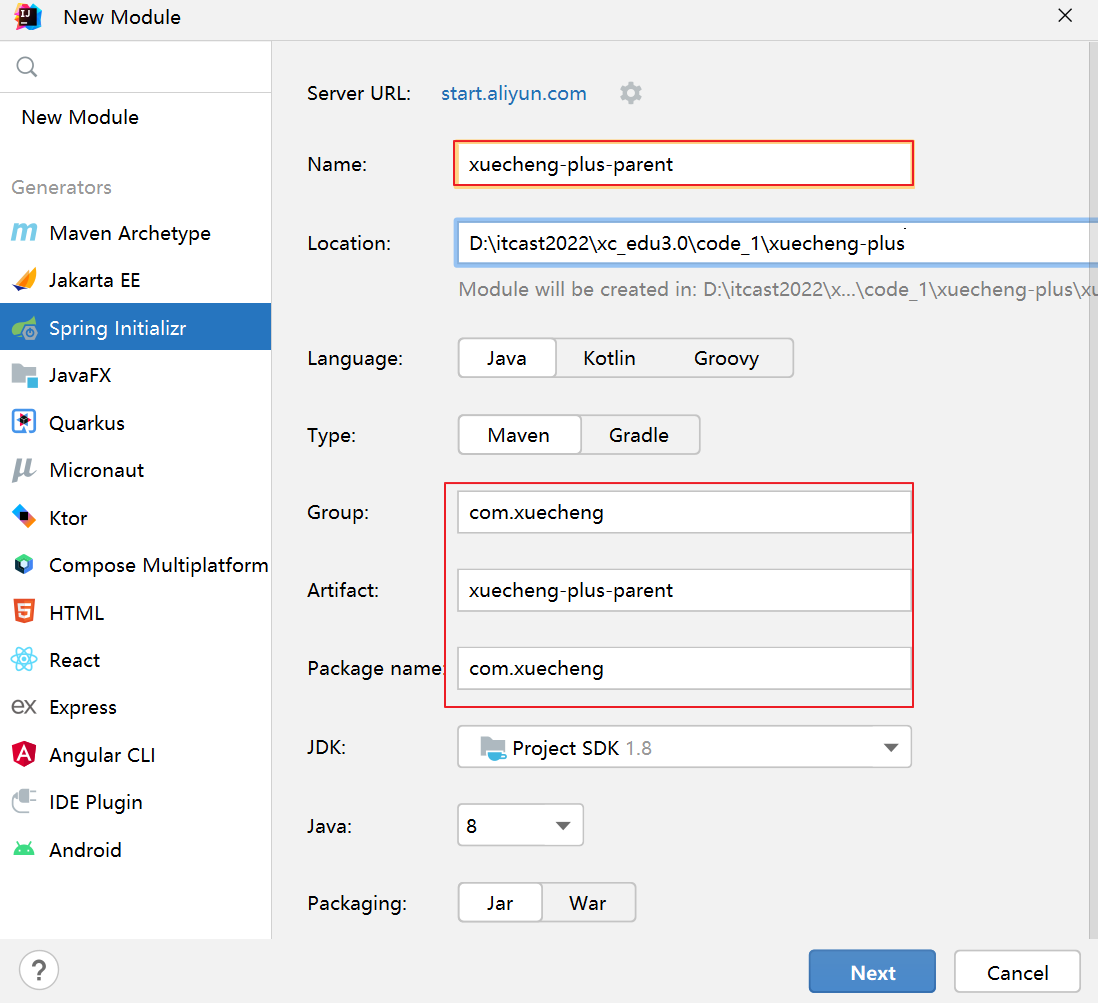 New Module
New Module
Generators
Maven Archetype
Jakarta EE
Spring Initializr
JavaFX
Quarkus
Micronaut
Ktor
Compose Multiplatform
HTML
React
Express
Angular CLI
IDE Plugin
Android
Server URL: start.aliyun.com
Name: xuecheng-plus-parent
Location: D:\itcast2022\xc_edu3.0\code_1\xuecheng-plus
Module will be created in: D:\itcast2022\x...\code_1\xuecheng-plus\xu
Language: Java Kotlin Groovy
Type: Maven Gradle
Group: com.xuecheng
Artifact: xuecheng-plus-parent
Package name: com.xuecheng
JDK: Project SDK 1.8
Java: 8
Packaging: Jar War
? Next Cancel